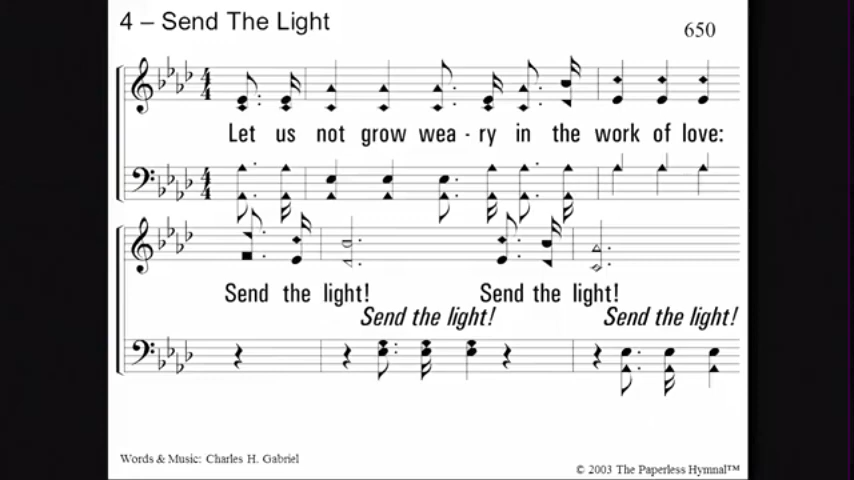 4 – Send The Light
650
Let us not grow wea - ry in the work of love:
Send the light! Send the light!
Send the light! Send the light!
Words & Music: Charles H. Gabriel
© 2003 The Paperless Hymnal™